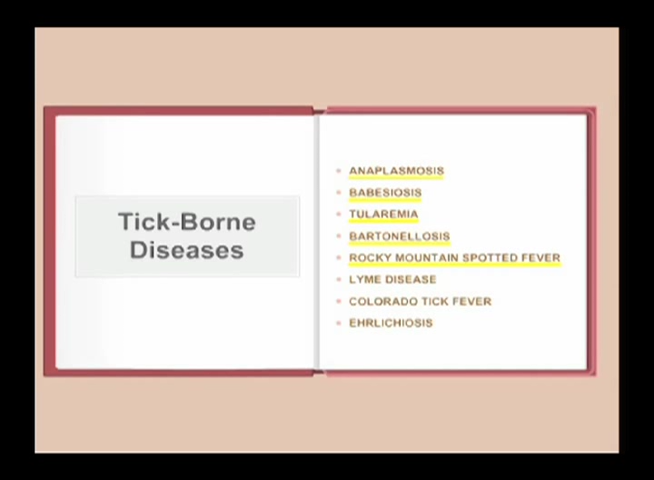 Tick-Borne
Diseases
ANAPLASMOSIS
BABESIOSIS
TULAREMIA
BARTONELLOSIS
ROCKY MOUNTAIN SPOTTED FEVER
LYME DISEASE
COLORADO TICK FEVER
EHRLICHIOSIS